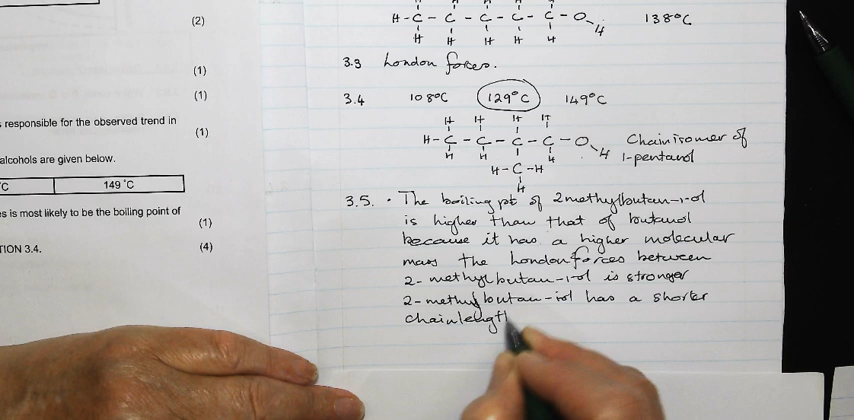 (2)
H H H H H
H-C - C - C - C - C - O 138°C
H H H H H H
3.3 London forces.
(1)
3.4 108°C 129°C 149°C
(1)
s responsible for the observed trend in
(1)
H H H H
H-C - C - C - C - O Chain isomer of
H H H H 1-pentanol
H-C-H
H
alcohols are given below.
°C 149 °C
es is most likely to be the boiling point of
(1)
TION 3.4.
(4)
3.5. • The boiling pt of 2methylbutan-1-ol
is higher than that of butanol
because it has a higher molecular
mass the London forces between
2-methylbutan-1-ol is stronger
2-methylbutan-1ol has a shorter
chainlength